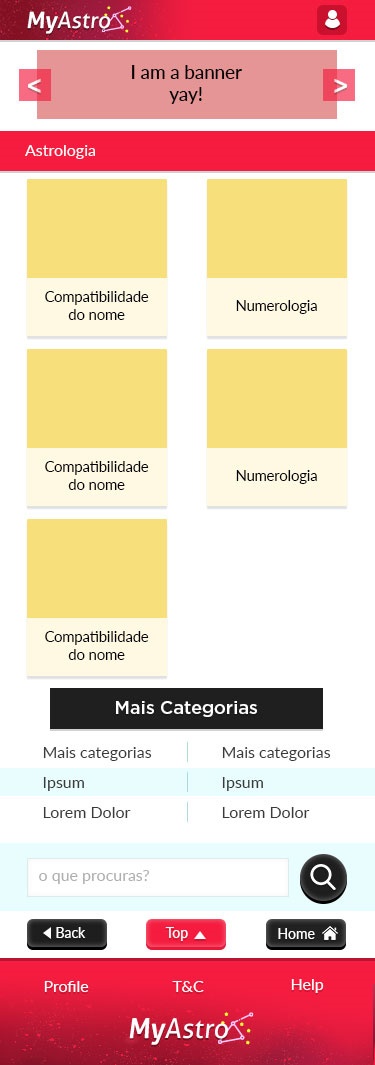 MyAstro
I am a banner
yay!
<
>
Astrologia
Compatibilidade
do nome
Numerologia
Compatibilidade
do nome
Numerologia
Compatibilidade
do nome
Mais Categorias
Mais categorias
Mais categorias
Ipsum
Ipsum
Lorem Dolor
Lorem Dolor
o que procuras?
Back
Top
Home
Profile
T&C
Help
MyAstro